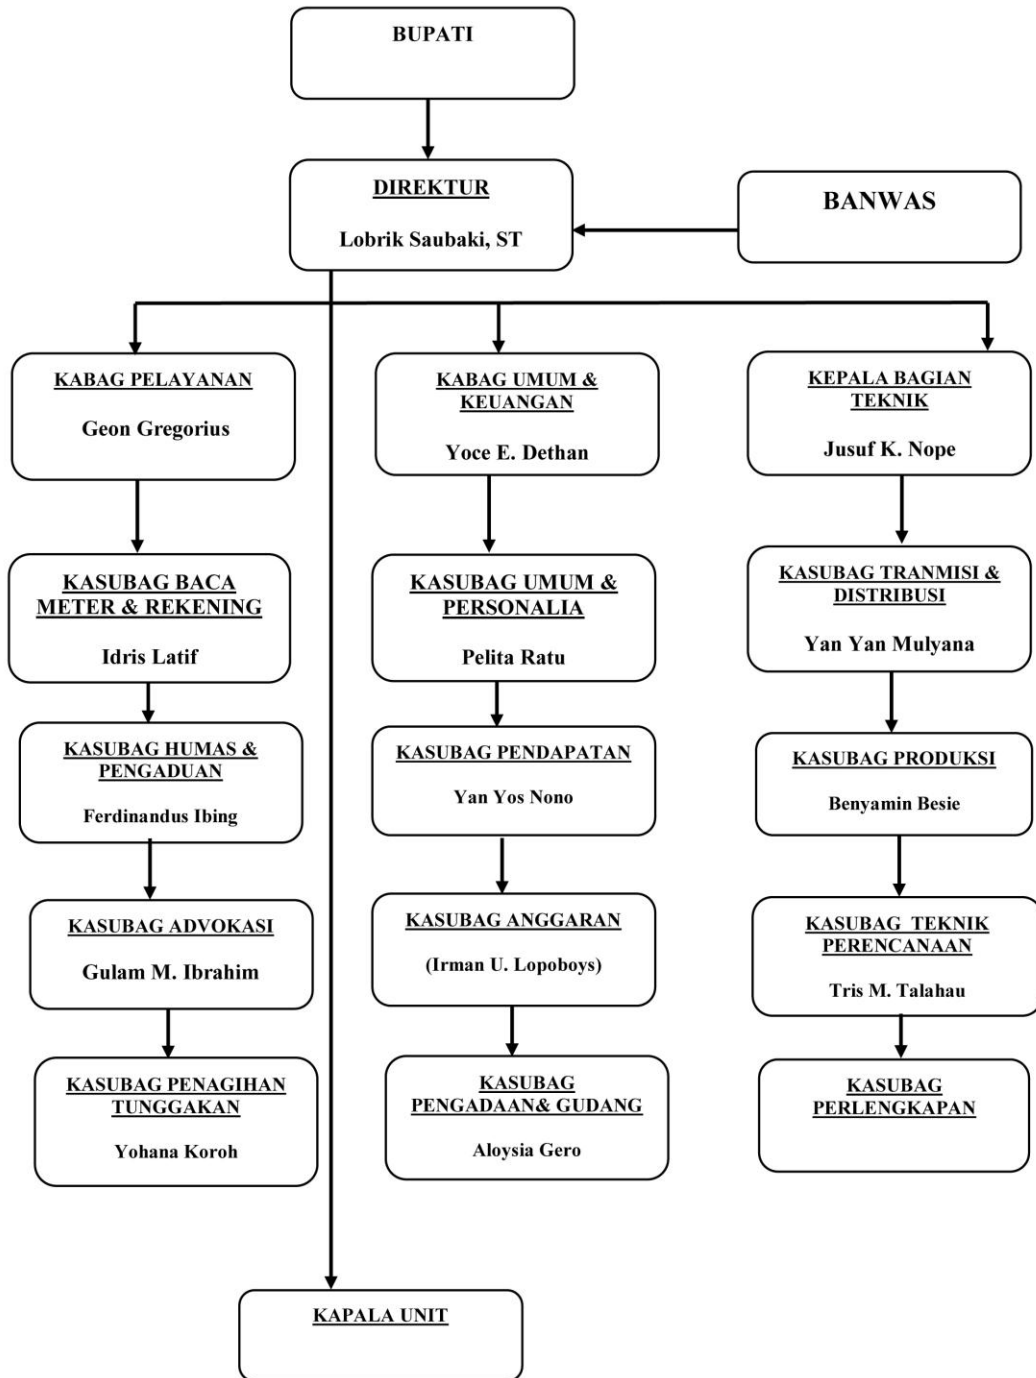 BUPATI
DIREKTUR
Lobrik Saubaki, ST
BANWAS
KABAG PELAYANAN
Geon Gregorius
KABAG UMUM &
KEUANGAN
Yoce E. Dethan
KEPALA BAGIAN
TEKNIK
Jusuf K. Nope
KASUBAG BACA
METER & REKENING
Idris Latif
KASUBAG UMUM &
PERSONALIA
Pelita Ratu
KASUBAG TRANMISI &
DISTRIBUSI
Yan Yan Mulyana
KASUBAG HUMAS &
PENGADUAN
Ferdinandus Ibing
KASUBAG PENDAPATAN
Yan Yos Nono
KASUBAG PRODUKSI
Benyamin Besie
KASUBAG ADVOKASI
Gulam M. Ibrahim
KASUBAG ANGGARAN
(Irman U. Lopoboys)
KASUBAG TEKNIK
PERENCANAAN
Tris M. Talahau
KASUBAG PENAGIHAN
TUNGGAKAN
Yohana Koroh
KASUBAG
PENGADAAN& GUDANG
Aloysia Gero
KASUBAG
PERLENGKAPAN
KAPALA UNIT